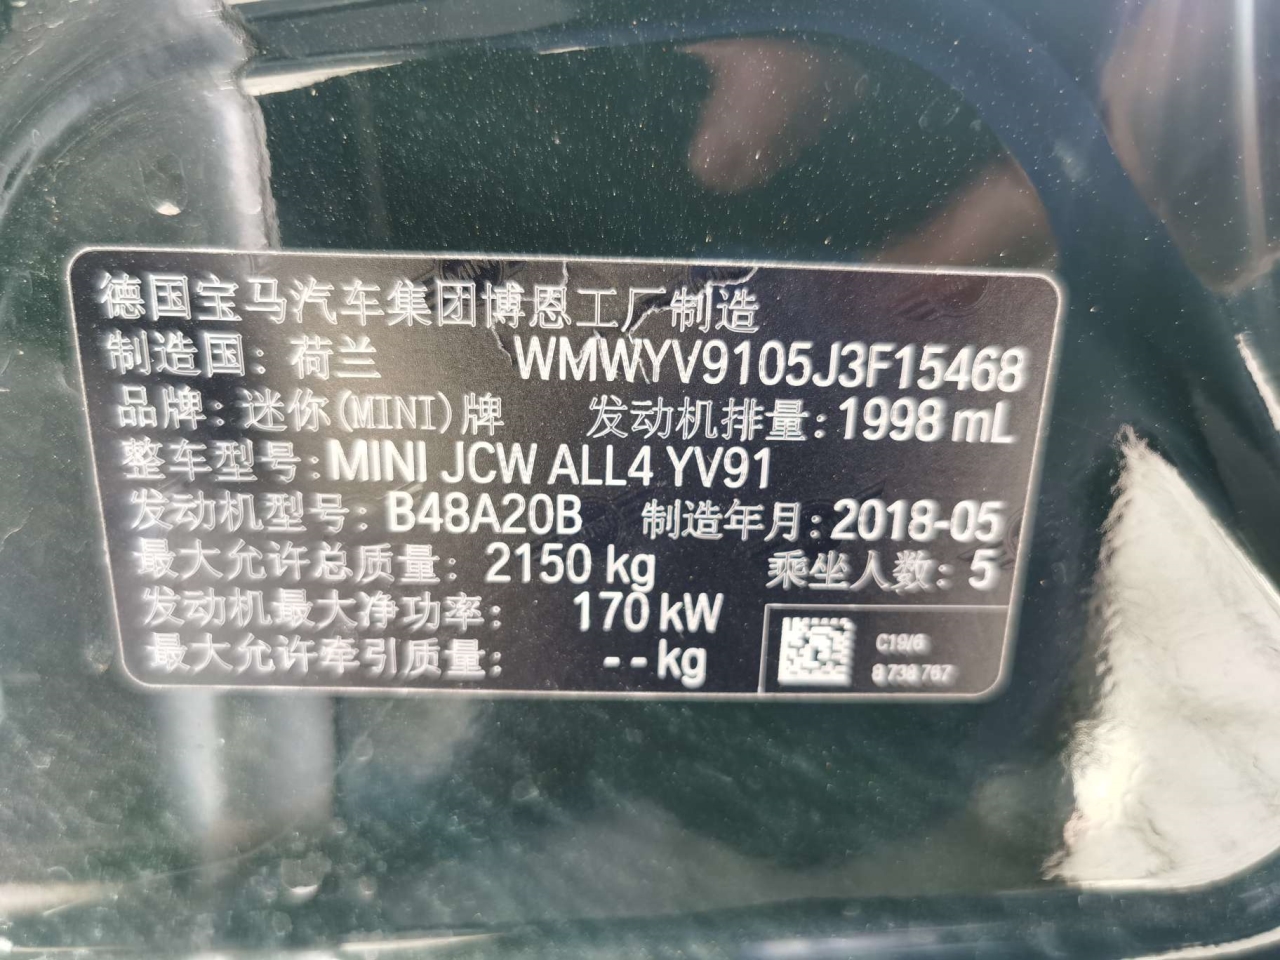 德国宝马汽车集团博恩工厂制造
制造国：荷兰 WMWYV9105J3F15468
品牌：迷你(MINI)牌 发动机排量：1998 mL
整车型号：MINI JCW ALL4 YV91
发动机型号：B48A20B 制造年月：2018-05
最大允许总质量：2150 kg 乘坐人数：5
发动机最大净功率：170 kW
最大允许牵引质量：--kg
C19/6
8 738 767